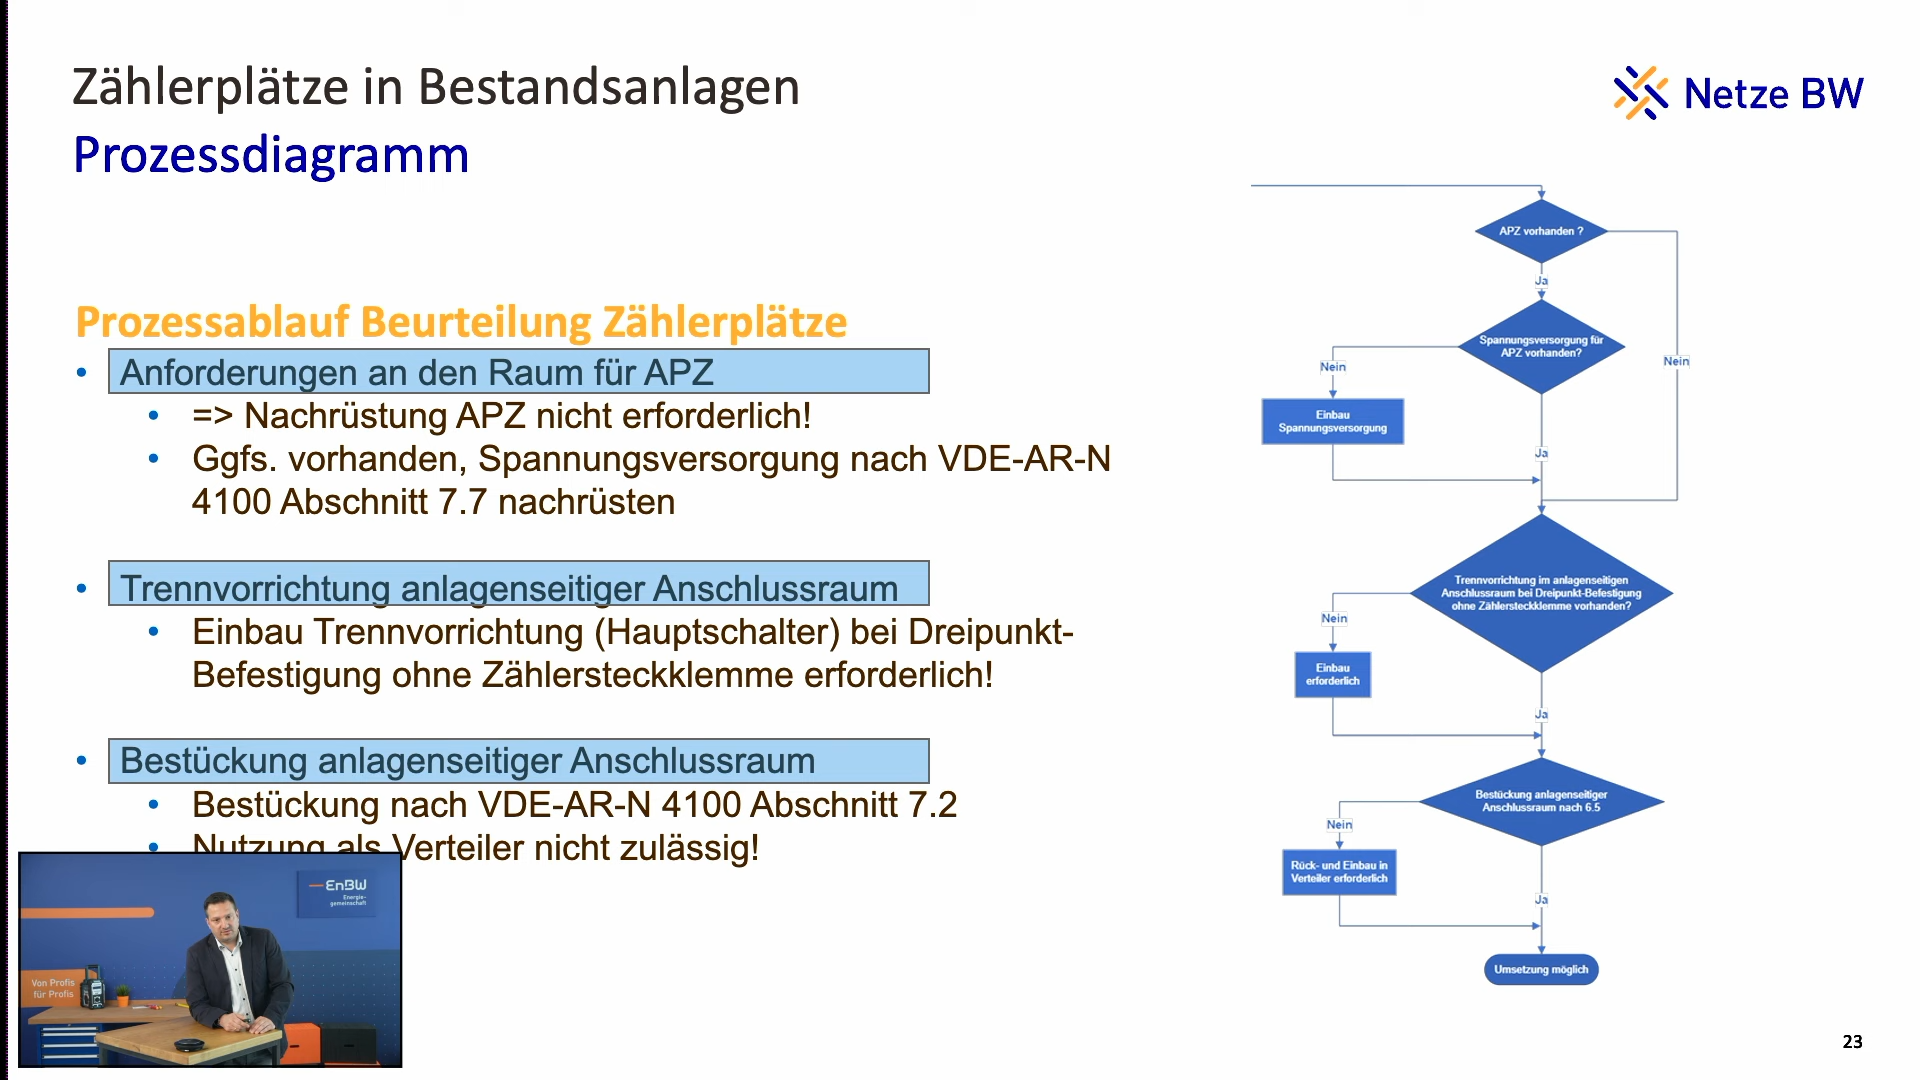 Zählerplätze in Bestandsanlagen
Prozessdiagramm
Netze BW
Prozessablauf Beurteilung Zählerplätze
• Anforderungen an den Raum für APZ
• => Nachrüstung APZ nicht erforderlich!
• Ggfs. vorhanden, Spannungsversorgung nach VDE-AR-N
4100 Abschnitt 7.7 nachrüsten
• Trennvorrichtung anlagenseitiger Anschlussraum
• Einbau Trennvorrichtung (Hauptschalter) bei Dreipunkt-
Befestigung ohne Zählersteckklemme erforderlich!
• Bestückung anlagenseitiger Anschlussraum
• Bestückung nach VDE-AR-N 4100 Abschnitt 7.2
• Nutzung als Verteiler nicht zulässig!
APZ vorhanden ?
Ja
Spannungsversorgung für
APZ vorhanden?
Nein
Nein
Einbau
Spannungsversorgung
Ja
Trennvorrichtung im anlagenseitigen
Anschlussraum bei Dreipunkt-Befestigung
ohne Zählersteckklemme vorhanden?
Nein
Einbau
erforderlich
Ja
Bestückung anlagenseitiger
Anschlussraum nach 6.5
Nein
Rück- und Einbau in
Verteiler erforderlich
Ja
Umsetzung möglich
EnBW
Energie-
gemeinschaft
Von Profis
für Profis
23